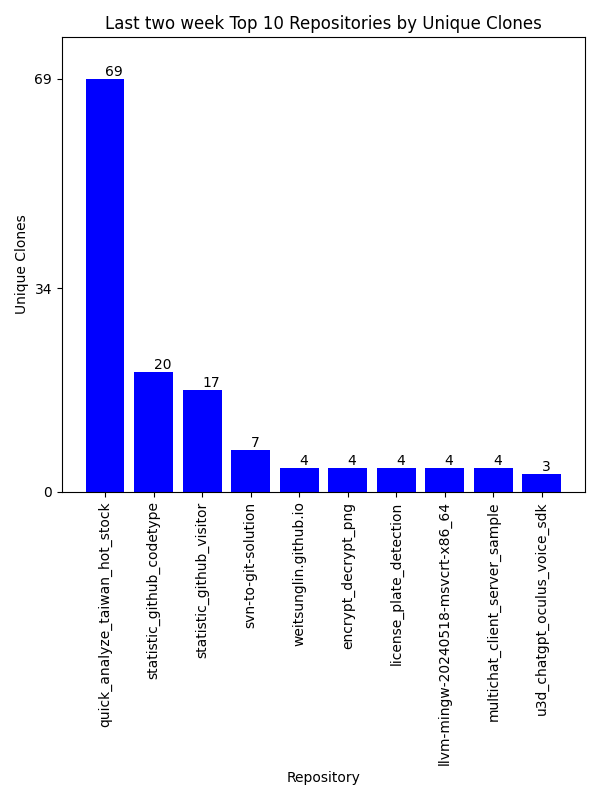 Last two week Top 10 Repositories by Unique Clones
Unique Clones
69
34
0
69
20
17
7
4
4
4
4
4
3
quick_analyze_taiwan_hot_stock
statistic_github_codetype
statistic_github_visitor
svn-to-git-solution
weitsunglin.github.io
encrypt_decrypt_png
license_plate_detection
llvm-mingw-20240518-msvcrt-x86_64
multichat_client_server_sample
u3d_chatgpt_oculus_voice_sdk
Repository